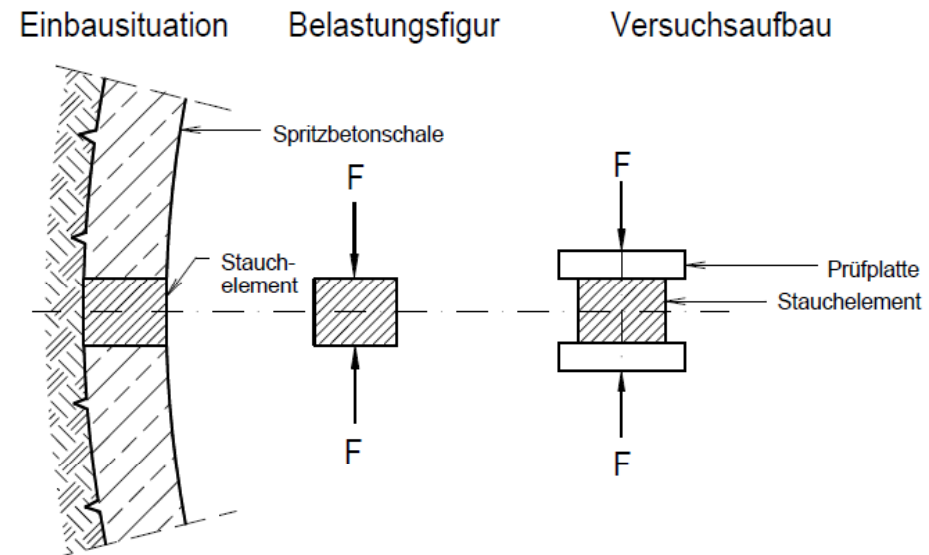 Einbausituation
Belastungsfigur
Versuchsaufbau
Spritzbetonschale
F
F
Stauch-
element
Prüfplatte
Stauchelement
F
F